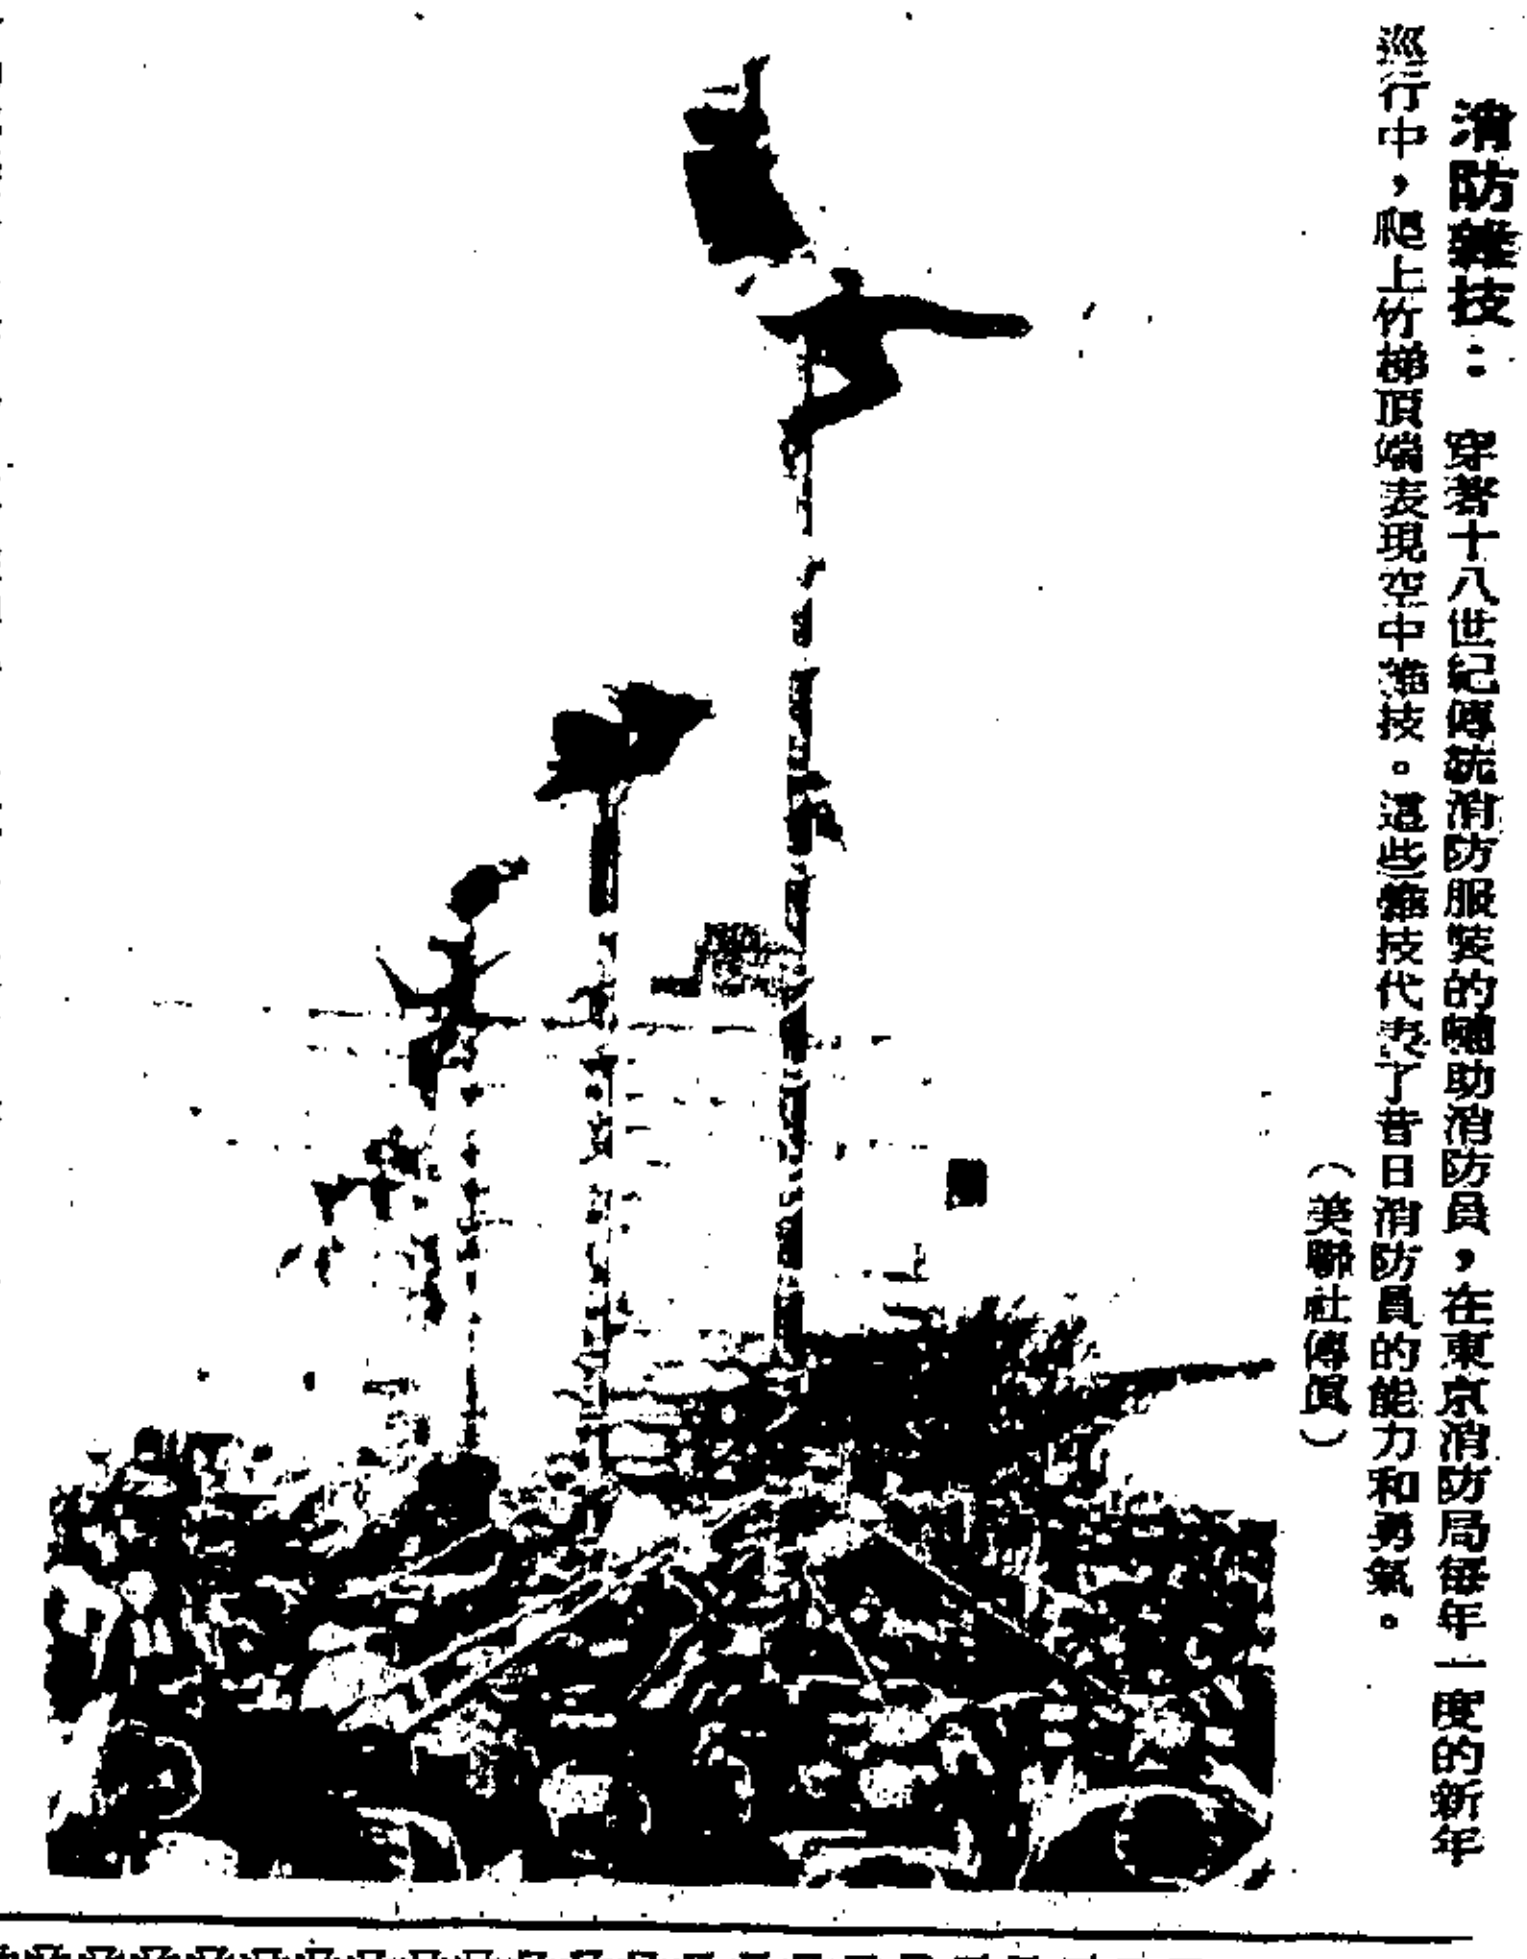 消防雜技： 穿著十八世紀傳統消防服裝的輔助消防員，在東京消防局每年一度的新年
巡行中，爬上竹梯頂端表現空中雜技。這些雜技代表了昔日消防員的能力和勇氣。
（美聯社傳真）